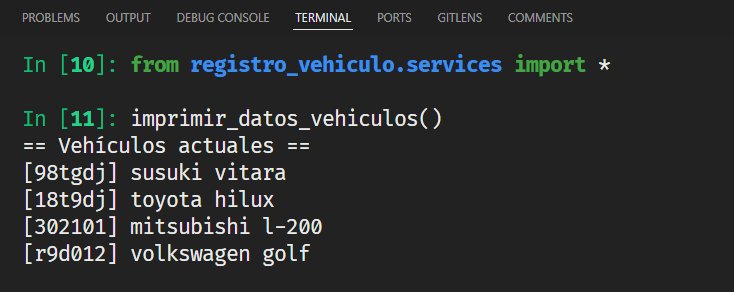 PROBLEMS OUTPUT DEBUG CONSOLE TERMINAL PORTS GITLENS COMMENTS
In [10]: from registro_vehiculo.services import *
In [11]: imprimir_datos_vehiculos()
== Vehículos actuales ==
[98tgdj] susuki vitara
[18t9dj] toyota hilux
[302101] mitsubishi l-200
[r9d012] volkswagen golf